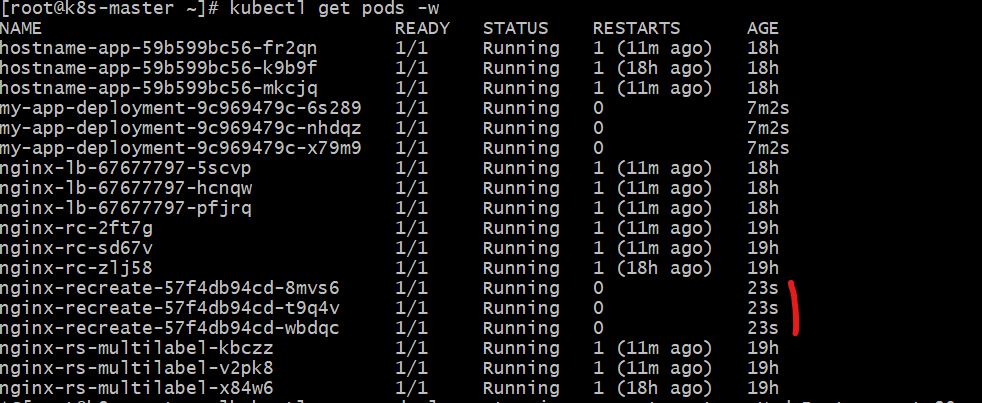 [root@k8s-master ~]# kubectl get pods -w
NAME READY STATUS RESTARTS AGE
hostname-app-59b599bc56-fr2qn 1/1 Running 1 (11m ago) 18h
hostname-app-59b599bc56-k9b9f 1/1 Running 1 (18h ago) 18h
hostname-app-59b599bc56-mkcjq 1/1 Running 1 (11m ago) 18h
my-app-deployment-9c969479c-6s289 1/1 Running 0 7m2s
my-app-deployment-9c969479c-nhdqz 1/1 Running 0 7m2s
my-app-deployment-9c969479c-x79m9 1/1 Running 0 7m2s
nginx-lb-67677797-5scvp 1/1 Running 1 (11m ago) 18h
nginx-lb-67677797-hcnqw 1/1 Running 1 (11m ago) 18h
nginx-lb-67677797-pfjrq 1/1 Running 1 (11m ago) 18h
nginx-rc-2ft7g 1/1 Running 1 (11m ago) 19h
nginx-rc-sd67v 1/1 Running 1 (11m ago) 19h
nginx-rc-zlj58 1/1 Running 1 (18h ago) 19h
nginx-recreate-57f4db94cd-8mvs6 1/1 Running 0 23s
nginx-recreate-57f4db94cd-t9q4v 1/1 Running 0 23s
nginx-recreate-57f4db94cd-wbdqc 1/1 Running 0 23s
nginx-rs-multilabel-kbczz 1/1 Running 1 (11m ago) 19h
nginx-rs-multilabel-v2pk8 1/1 Running 1 (11m ago) 19h
nginx-rs-multilabel-x84w6 1/1 Running 1 (18h ago) 19h